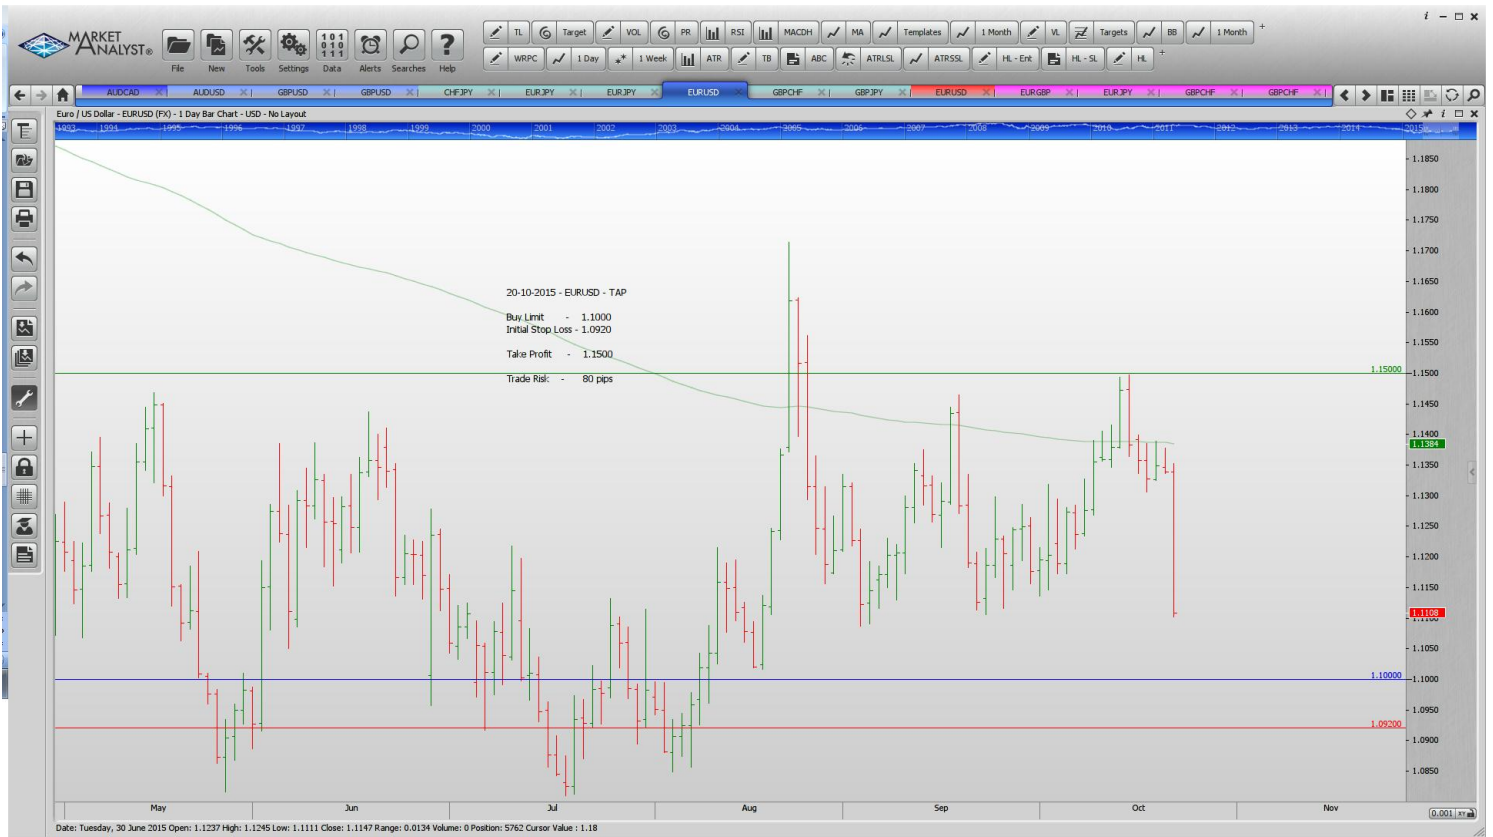 i
MARKET
ANALYST®
File New Tools Settings Data Alerts Searches Help
TL Target VOL PR RSI MACDH MA Templates 1 Month VL Targets BB 1 Month +
WRPC 1 Day 1 Week ATR TB ABC ATRLSL ATRSSL HL - Ent HL - SL HL +
AUDCAD AUDUSD GBPUSD GBPUSD CHFJPY EURJPY EURJPY EURUSD GBPCHF GBPJPY EURUSD EURGBP EURJPY GBPCHF GBPCHF
Euro / US Dollar - EURUSD (FX) - 1 Day Bar Chart - USD - No Layout
1993 1994 1995 1996 1997 1998 1999 2000 2001 2002 2003 2004 2005 2006 2007 2008 2009 2010 2011 2012 2013 2014 2015
1.1850
1.1800
1.1750
1.1700
1.1650
20-10-2015 - EURUSD - TAP
1.1600
Buy Limit - 1.1000
Initial Stop Loss - 1.0920
1.1550
Take Profit - 1.1500
1.15000
1.1500
Trade Risk - 80 pips
1.1450
1.1400
1.1384
1.1350
1.1300
1.1250
1.1200
1.1150
1.1108
1.1100
1.1050
1.10000
1.1000
1.0950
1.09200
1.0900
1.0850
May Jun Jul Aug Sep Oct Nov
0.001 XY
Date: Tuesday, 30 June 2015 Open: 1.1237 High: 1.1245 Low: 1.1111 Close: 1.1147 Range: 0.0134 Volume: 0 Position: 5762 Cursor Value : 1.18